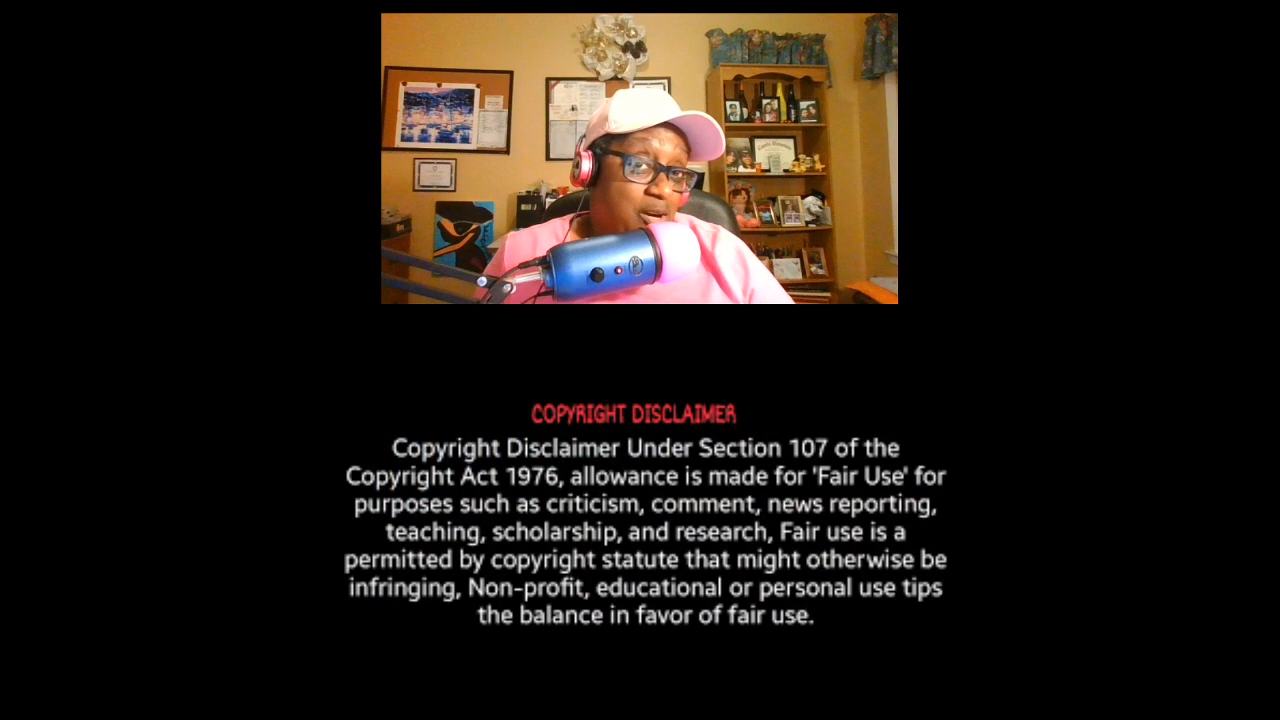 COPYRIGHT DISCLAIMER
Copyright Disclaimer Under Section 107 of the
Copyright Act 1976, allowance is made for 'Fair Use' for
purposes such as criticism, comment, news reporting,
teaching, scholarship, and research, Fair use is a
permitted by copyright statute that might otherwise be
infringing, Non-profit, educational or personal use tips
the balance in favor of fair use.